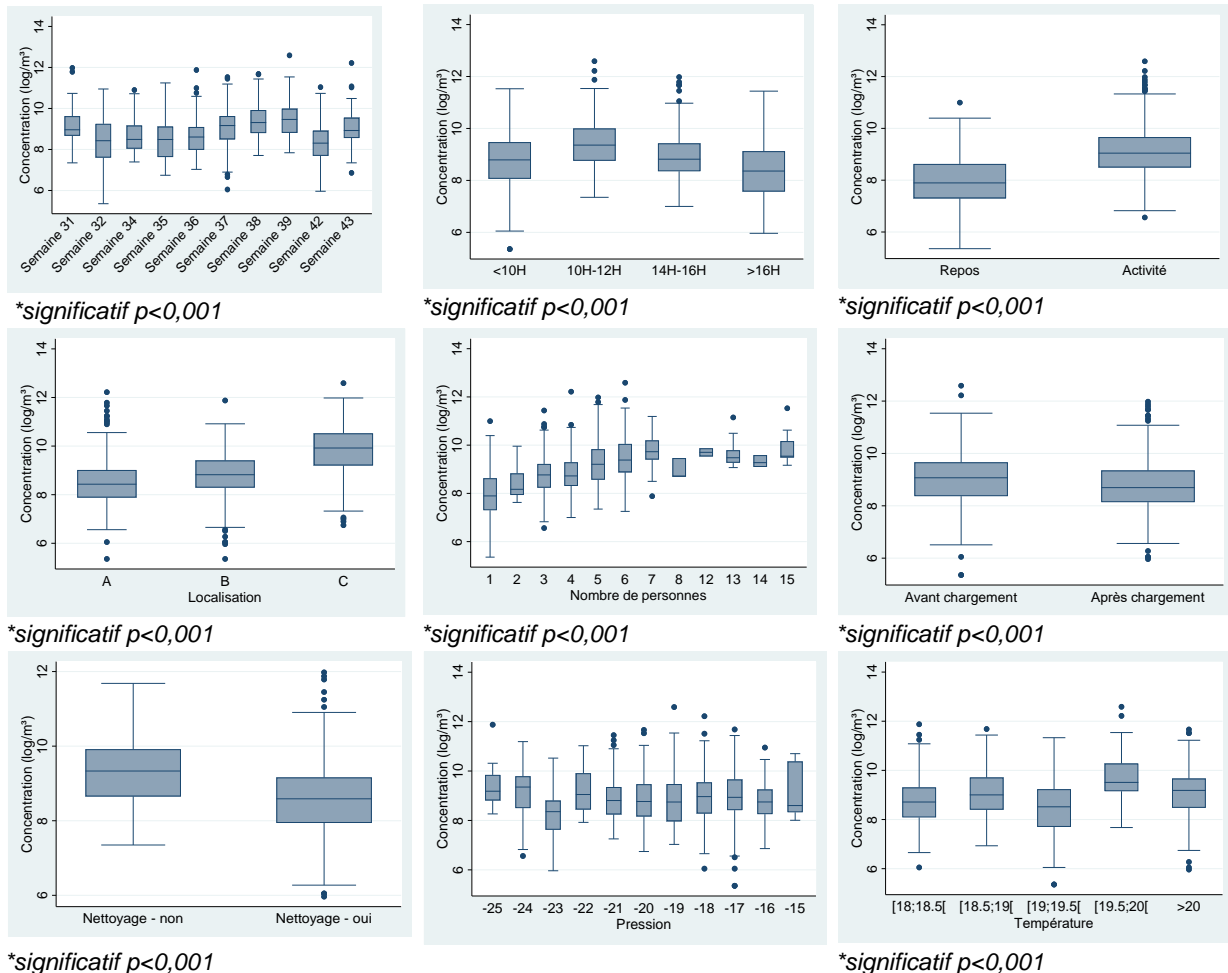 Concentration (log/m³)
14
12
10
8
6
Semaine 31
Semaine 32
Semaine 34
Semaine 35
Semaine 36
Semaine 37
Semaine 38
Semaine 39
Semaine 42
Semaine 43
*significatif p<0,001
Concentration (log/m³)
14
12
10
8
6
<10H 10H-12H 14H-16H >16H
*significatif p<0,001
Concentration (log/m³)
14
12
10
8
6
Repos Activité
*significatif p<0,001
Concentration (log/m³)
14
12
10
8
6
A B C
Localisation
*significatif p<0,001
Concentration (log/m³)
14
12
10
8
6
1 2 3 4 5 6 7 8 12 13 14 15
Nombre de personnes
*significatif p<0,001
Concentration (log/m³)
14
12
10
8
6
Avant chargement Après chargement
*significatif p<0,001
Concentration (log/m³)
12
10
8
6
Nettoyage - non Nettoyage - oui
*significatif p<0,001
Concentration (log/m³)
14
12
10
8
6
-25 -24 -23 -22 -21 -20 -19 -18 -17 -16 -15
Pression
Concentration (log/m³)
14
12
10
8
6
[18;18.5[ [18.5;19[ [19;19.5[ [19.5;20[ >20
Température
*significatif p<0,001